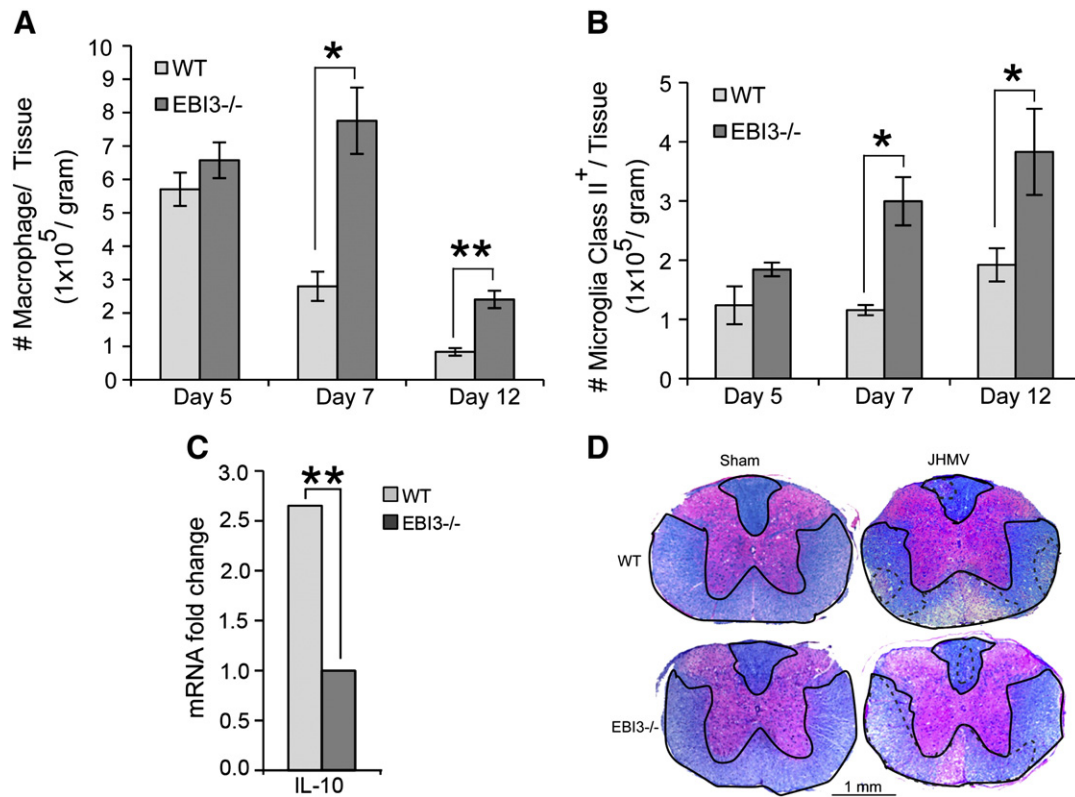 A
# Macrophage/ Tissue
(1x10^5/ gram)
10
9
8
7
6
5
4
3
2
1
0
WT
EBI3-/-
*
**
Day 5
Day 7
Day 12
B
# Microglia Class II^+/ Tissue
(1x10^5/ gram)
5
4
3
2
1
0
WT
EBI3-/-
*
*
Day 5
Day 7
Day 12
C
mRNA fold change
3.0
2.5
2.0
1.5
1.0
0.5
0.0
**
WT
EBI3-/-
IL-10
D
Sham
JHMV
WT
EBI3-/-
1 mm